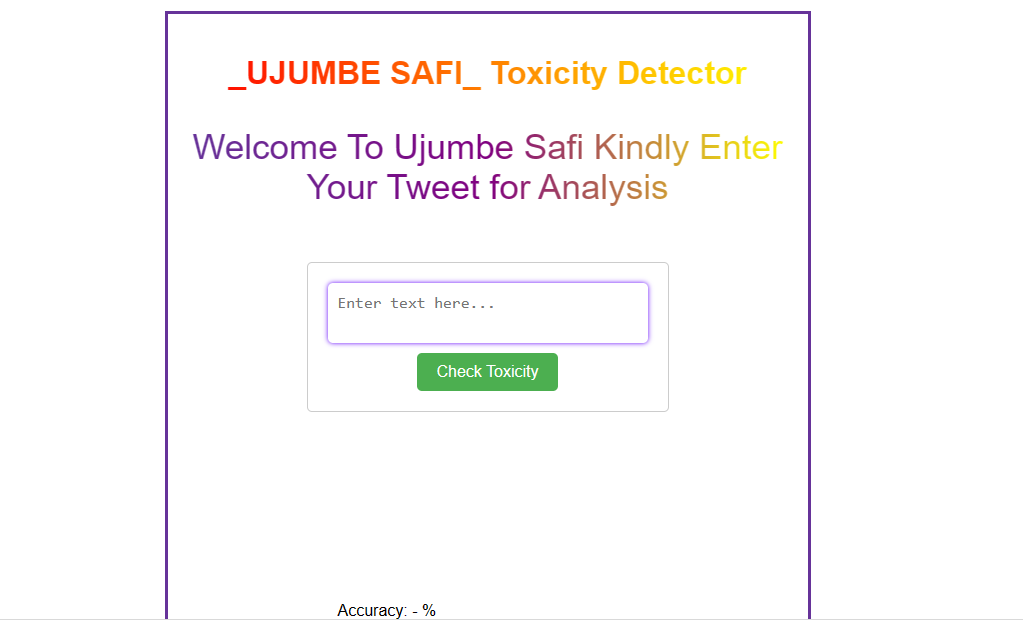 _UJUMBE SAFI_ Toxicity Detector
Welcome To Ujumbe Safi Kindly Enter
Your Tweet for Analysis
Enter text here...
Check Toxicity
Accuracy: - %